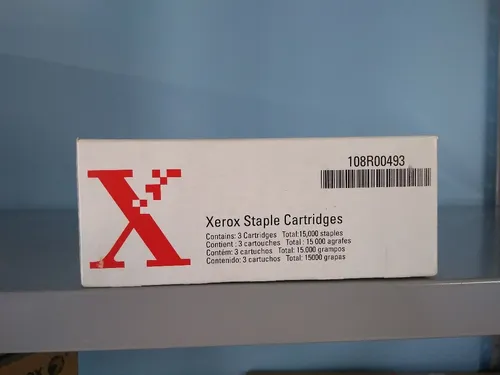 108R00493
Xerox Staple Cartridges
Contains: 3 Cartridges Total:15,000 staples
Contient : 3 cartouches Total : 15 000 agrafes
Contém: 3 cartuchos Total: 15.000 grampos
Contenido: 3 cartuchos Total: 15000 grapas